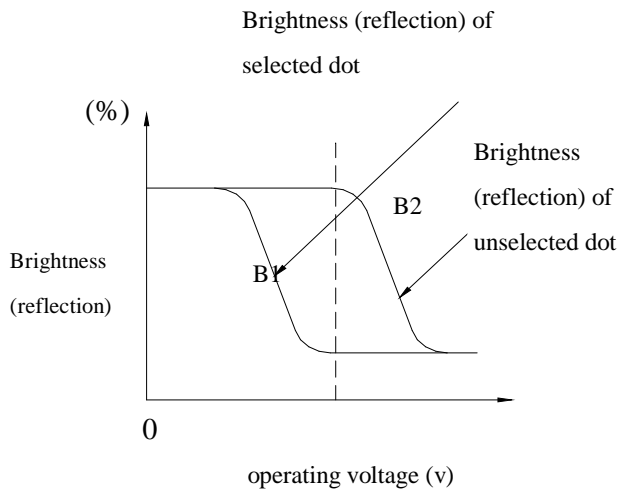 Brightness (reflection) of
selected dot
(%)
Brightness
(reflection) of
unselected dot
B2
B1
Brightness
(reflection)
0
operating voltage (v)